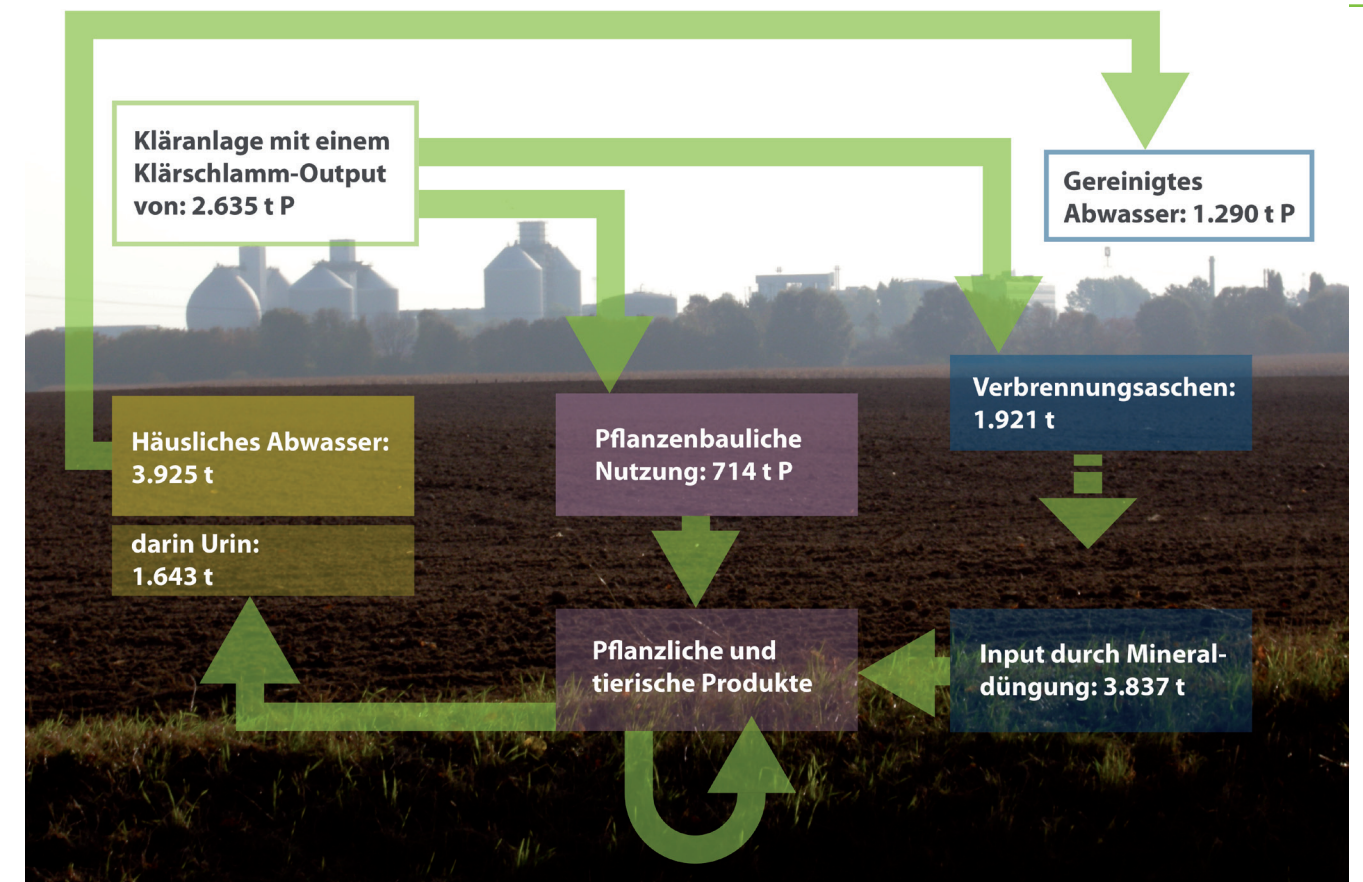 Kläranlage mit einem
Klärschlamm-Output
von: 2.635 t P
Gereinigtes
Abwasser: 1.290 t P
Verbrennungsaschen:
1.921 t
Häusliches Abwasser:
3.925 t
Pflanzenbauliche
Nutzung: 714 t P
darin Urin:
1.643 t
Pflanzliche und
tierische Produkte
Input durch Mineral-
düngung: 3.837 t